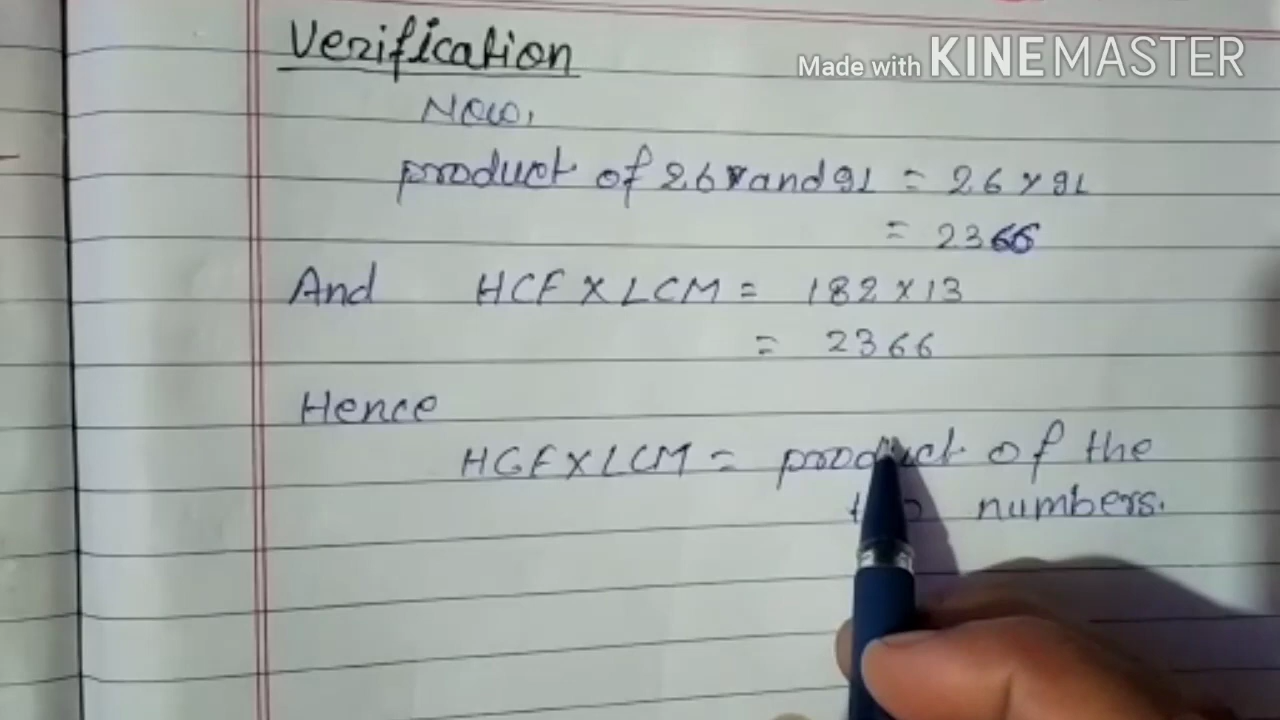 Made with KINEMASTER
Verification
Now,
product of 26 and 91 = 26 x 91
= 2366
And HCF X LCM = 182 x 13
= 2366
Hence
HCF X LCM = product of the
numbers.